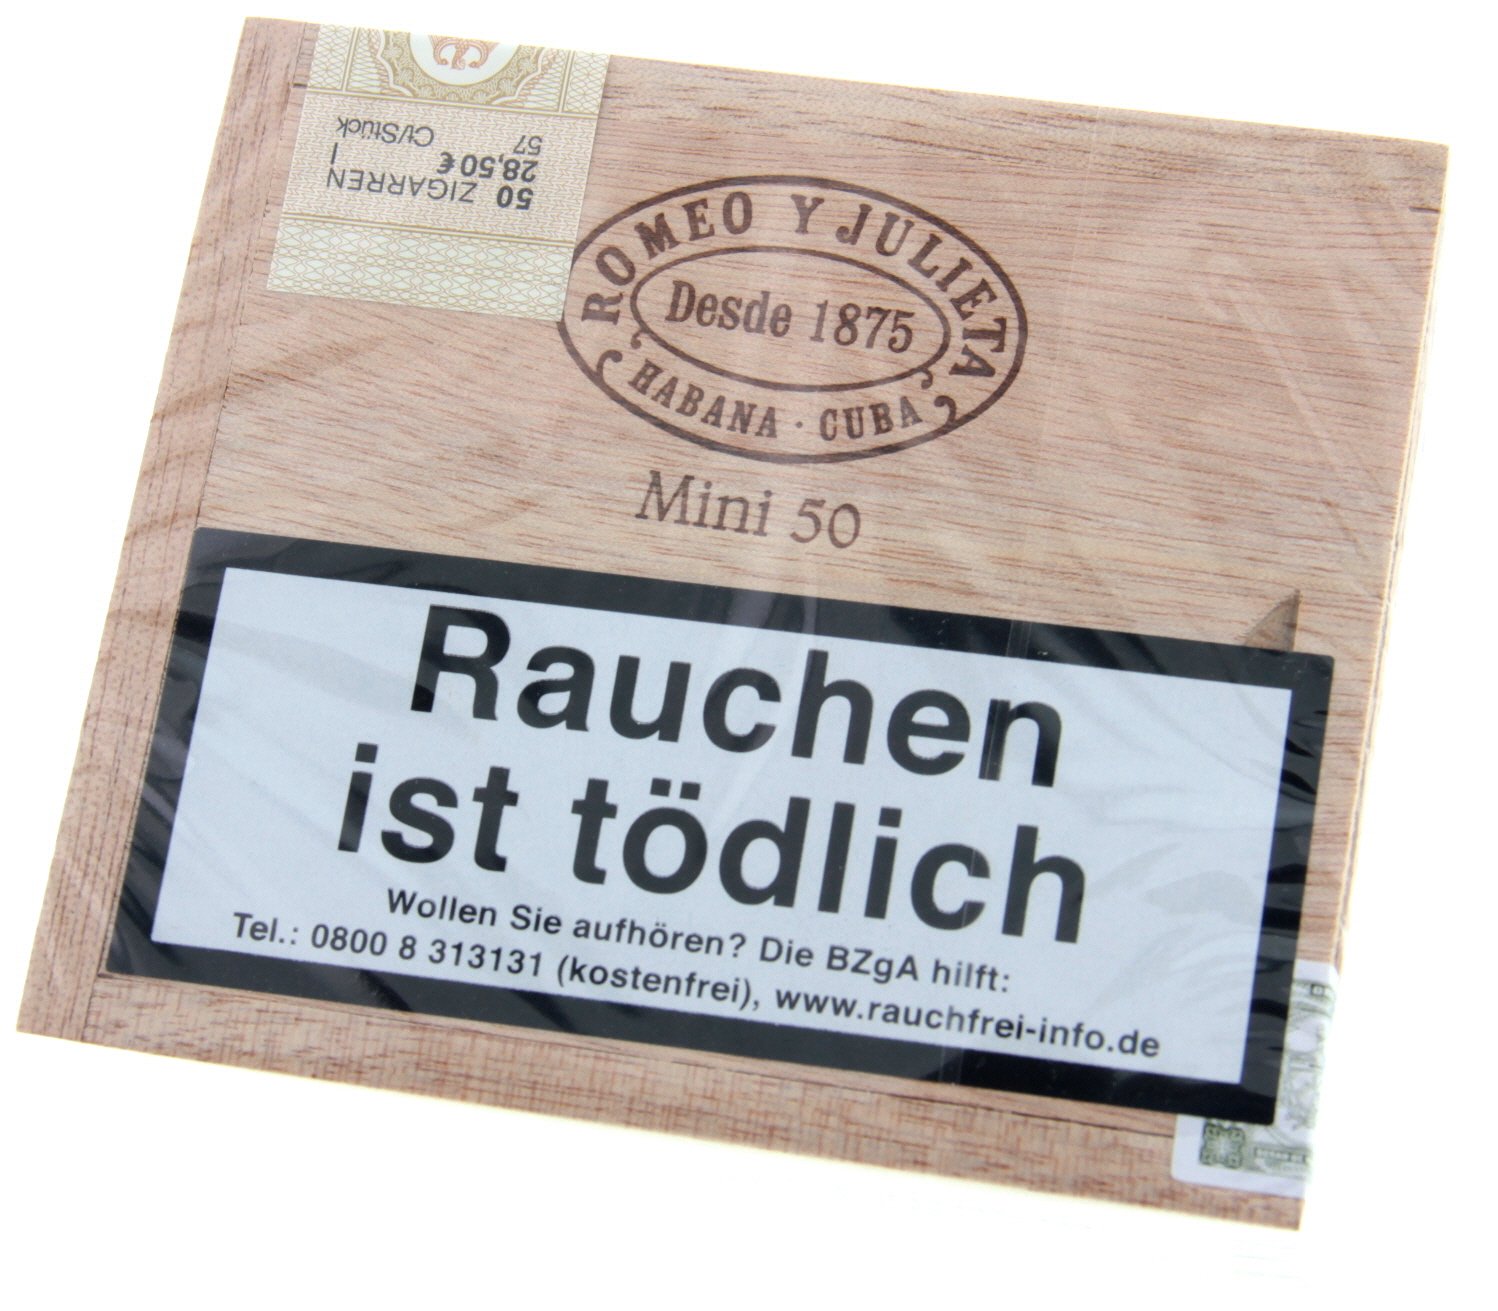 50 ZIGARREN
28,50 € I
57 Ct/Stück
ROMEO Y JULIETA
Desde 1875
HABANA · CUBA
Mini 50
Rauchen
ist tödlich
Wollen Sie aufhören? Die BZgA hilft:
Tel.: 0800 8 313131 (kostenfrei), www.rauchfrei-info.de